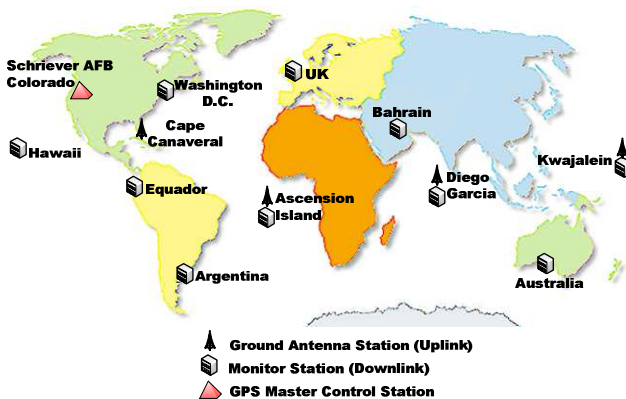 Schriever AFB
Colorado
Washington
D.C.
UK
Bahrain
Cape
Canaveral
Hawaii
Kwajalein
Equador
Ascension
Island
Diego
Garcia
Argentina
Australia
Ground Antenna Station (Uplink)
Monitor Station (Downlink)
GPS Master Control Station